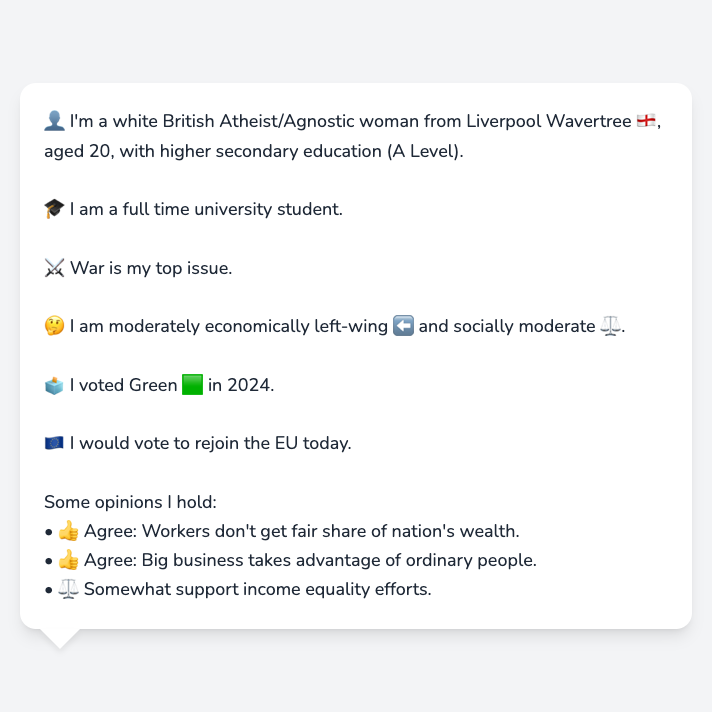 👤 I'm a white British Atheist/Agnostic woman from Liverpool Wavertree 🏴󠁧󠁢󠁥󠁮󠁧󠁿,
aged 20, with higher secondary education (A Level).
🎓 I am a full time university student.
⚔️ War is my top issue.
🤔 I am moderately economically left-wing ⬅️ and socially moderate ⚖️.
🗳️ I voted Green 🟩 in 2024.
🇪🇺 I would vote to rejoin the EU today.
Some opinions I hold:
• 👍 Agree: Workers don't get fair share of nation's wealth.
• 👍 Agree: Big business takes advantage of ordinary people.
• ⚖️ Somewhat support income equality efforts.